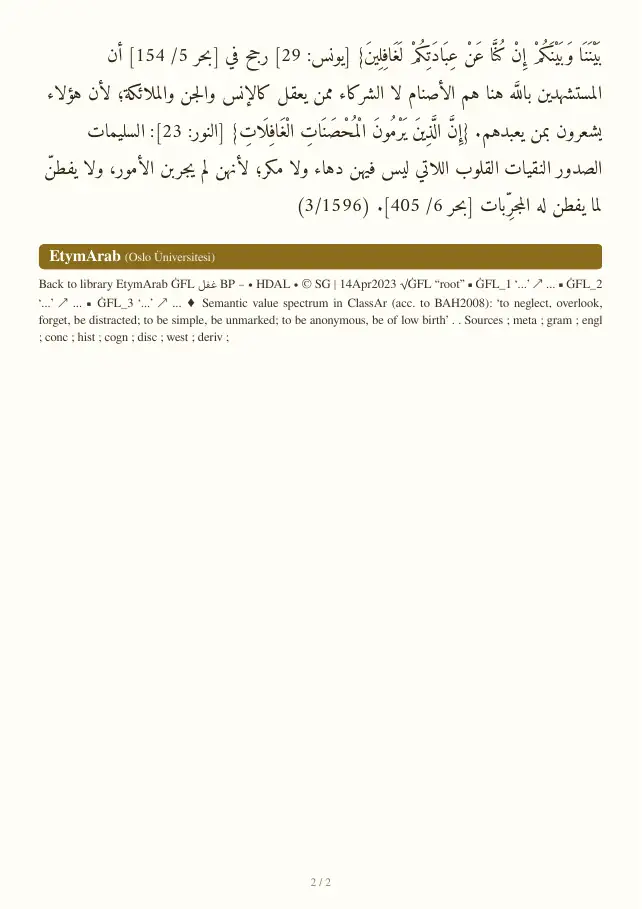 بَيْنَنَا وَبَيْنَكُمْ إِنْ كُنَّا عَنْ عِبَادَتِكُمْ لَغَافِلِينَ} [يونس: 29] رجح في [بحر 5/ 154] أن
المستشهدين بالله هنا هم الأصنام لا الشركاء ممن يعقل كالإنس والجن والملائكة؛ لأن هؤلاء
يشعرون بمن يعبدهم. {إِنَّ الَّذِينَ يَرْمُونَ الْمُحْصَنَاتِ الْغَافِلَاتِ} [النور: 23]: السليمات
الصدور النقيات القلوب اللاتي ليس فيهن دهاء ولا مكر؛ لأنهن لم يجربن الأمور، ولا يفطنّ
لما يفطن له المجرِّبات [بحر 6/ 405]. (3/1596)
EtymArab (Oslo Üniversitesi)
Back to library EtymArab ĠFL غفل BP – • HDAL • © SG | 14Apr2023 √ĠFL “root” ▪ ĠFL_1 ‘...’ ↗ ... ▪ ĠFL_2
‘...’ ↗ ... ▪ ĠFL_3 ‘...’ ↗ ... ♦ Semantic value spectrum in ClassAr (acc. to BAH2008): ‘to neglect, overlook,
forget, be distracted; to be simple, be unmarked; to be anonymous, be of low birth’ . . Sources ; meta ; gram ; engl
; conc ; hist ; cogn ; disc ; west ; deriv ;
2 / 2